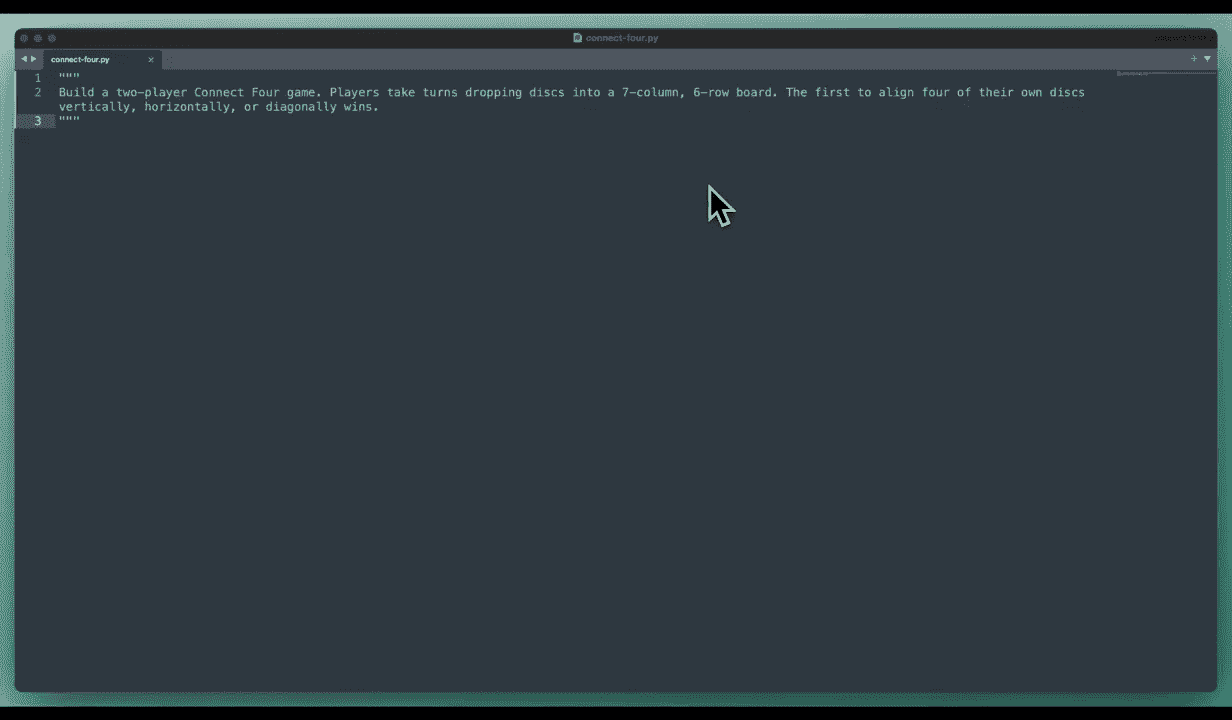 connect-four.py
connect-four.py
1 """
2 Build a two-player Connect Four game. Players take turns dropping discs into a 7-column, 6-row board. The first to align four of their own discs
vertically, horizontally, or diagonally wins.
3 """